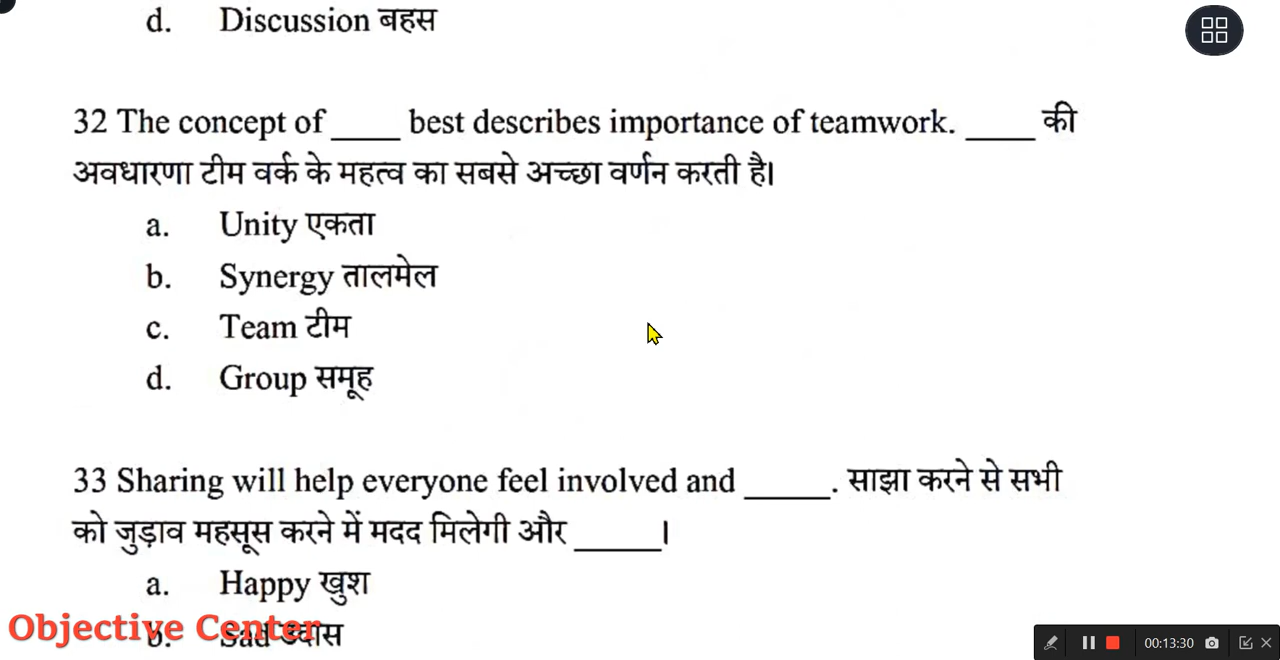 d. Discussion बहस
32 The concept of ____ best describes importance of teamwork. ____ की
अवधारणा टीम वर्क के महत्व का सबसे अच्छा वर्णन करती है।
a. Unity एकता
b. Synergy तालमेल
c. Team टीम
d. Group समूह
33 Sharing will help everyone feel involved and _____. साझा करने से सभी
को जुड़ाव महसूस करने में मदद मिलेगी और _____।
a. Happy खुश
b. Sad उदास
Objective Center
00:13:30